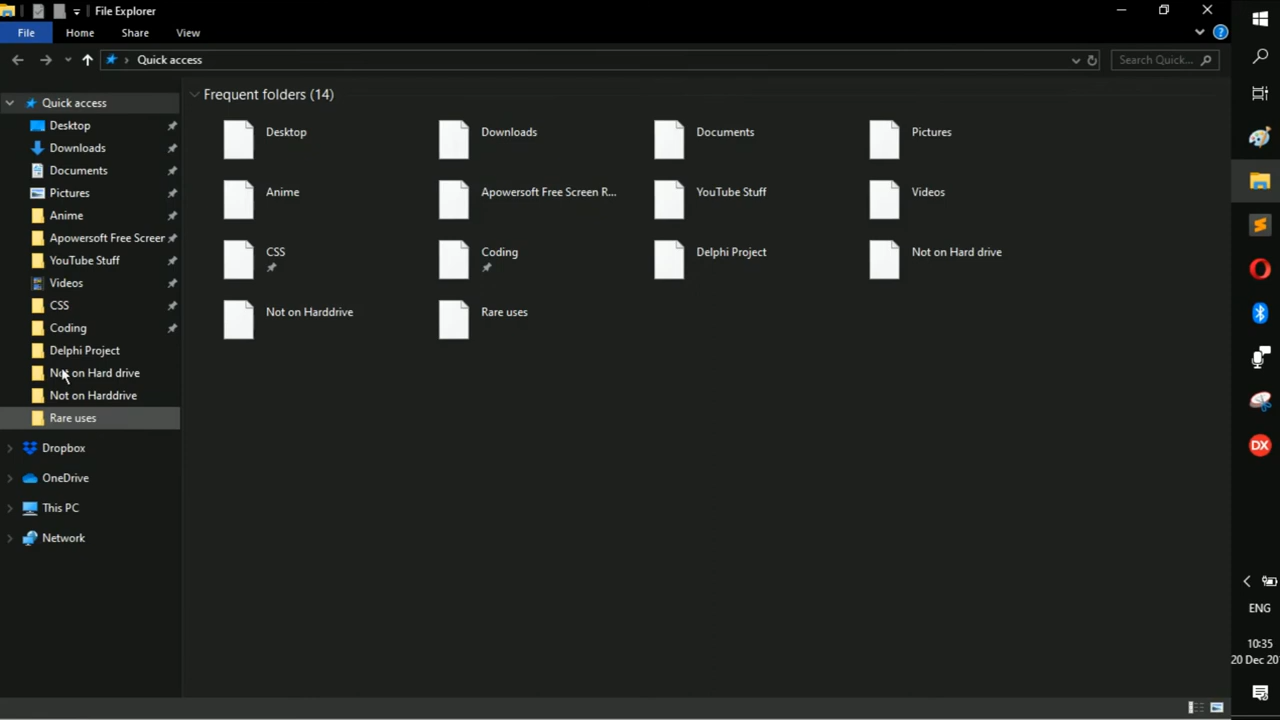 File Explorer
File Home Share View
Quick access
Search Quick...
Quick access
Desktop
Downloads
Documents
Pictures
Anime
Apowersoft Free Screer
YouTube Stuff
Videos
CSS
Coding
Delphi Project
Not on Hard drive
Not on Harddrive
Rare uses
Dropbox
OneDrive
This PC
Network
Frequent folders (14)
Desktop Downloads Documents Pictures
Anime Apowersoft Free Screen R... YouTube Stuff Videos
CSS Coding Delphi Project Not on Hard drive
Not on Harddrive Rare uses
DX
ENG
10:35
20 Dec 20